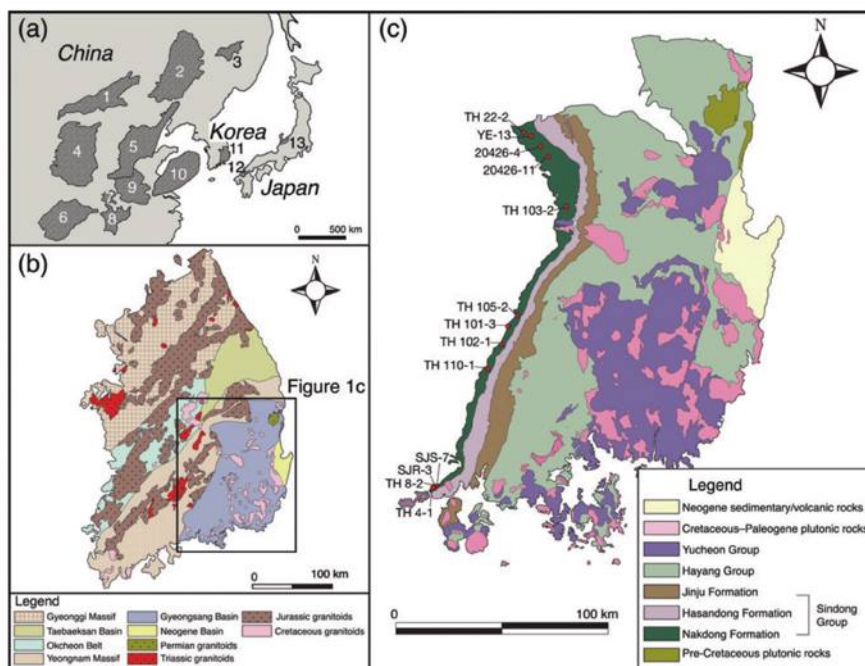 (a)
China
1
2
3
4
5
6
7
8
9
10
11
12
13
Korea
Japan
0 500 km
(b)
N
Figure 1c
0 100 km
Legend
Gyeonggi Massif
Taebaeksan Basin
Okcheon Belt
Yeongnam Massif
Gyeongsang Basin
Neogene Basin
Permian granitoids
Triassic granitoids
Jurassic granitoids
Cretaceous granitoids
(c)
N
TH 22-2
YE-13
20426-4
20426-11
TH 103-2
TH 105-2
TH 101-3
TH 102-1
TH 110-1
SJS-7
SJR-3
TH 8-2
TH 4-1
0 100 km
Legend
Neogene sedimentary/volcanic rocks
Cretaceous–Paleogene plutonic rocks
Yucheon Group
Hayang Group
Jinju Formation
Hasandong Formation
Nakdong Formation
Sindong
Group
Pre-Cretaceous plutonic rocks